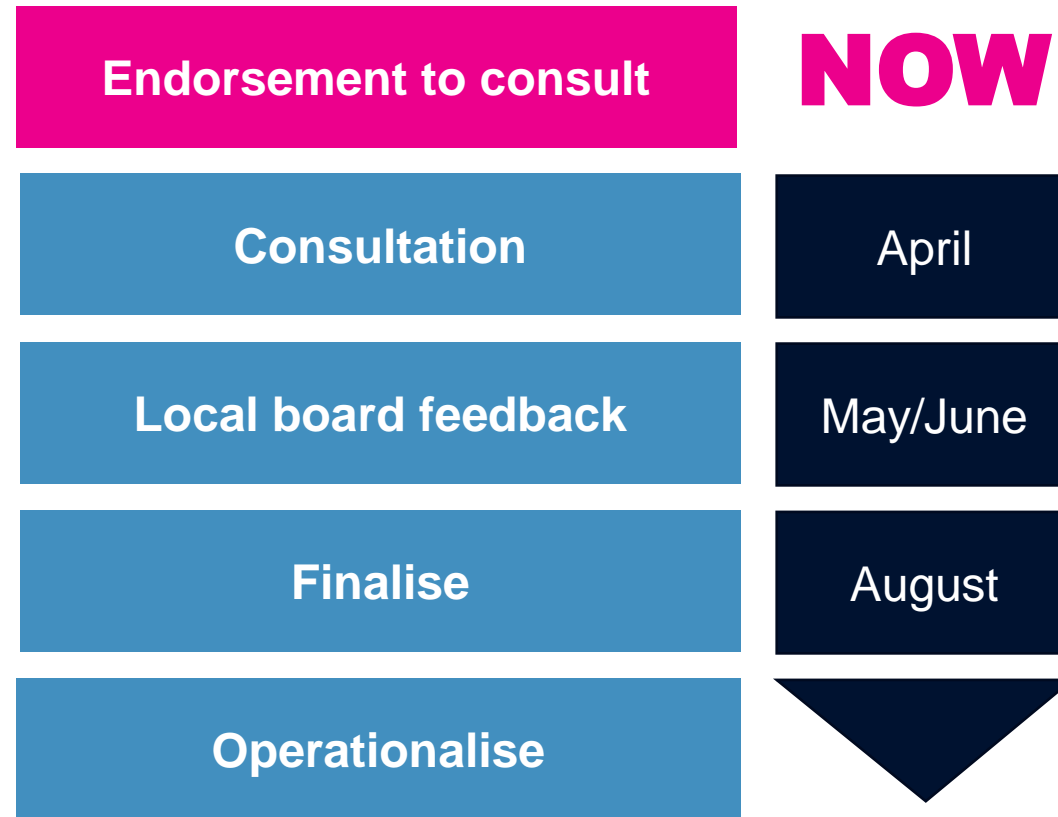 Endorsement to consult
NOW
Consultation
April
Local board feedback
May/June
Finalise
August
Operationalise